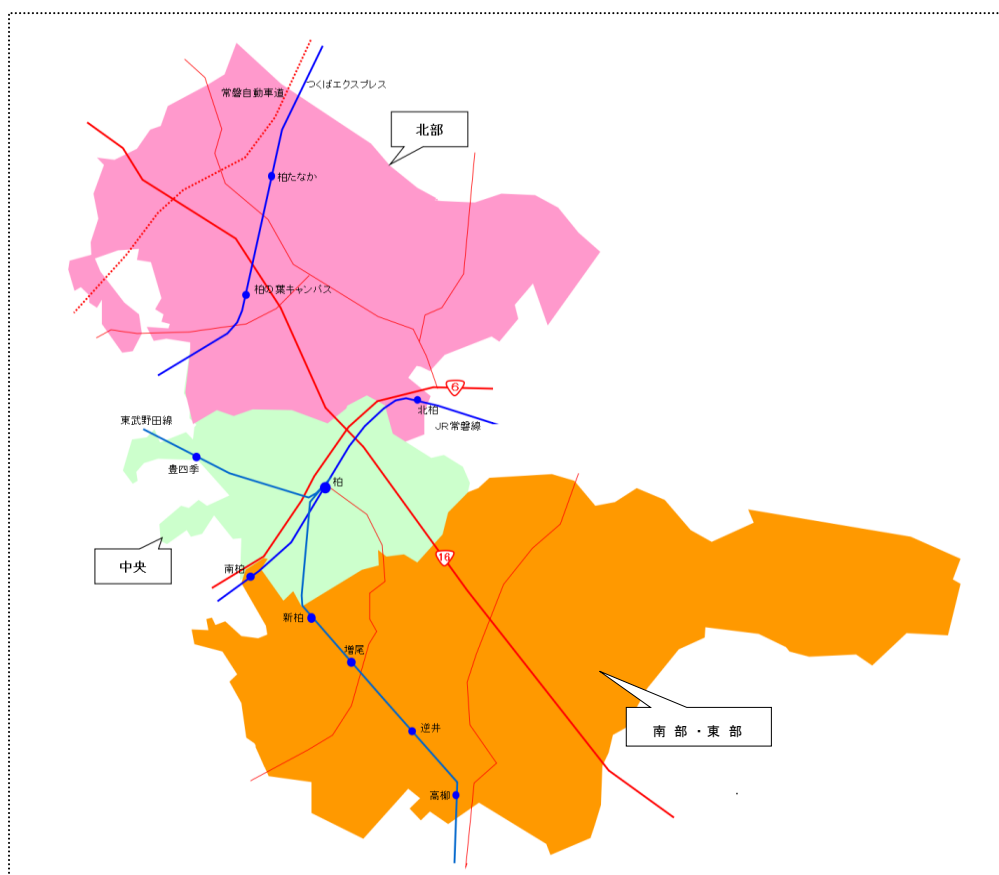 つくばエクスプレス
常磐自動車道
北部
柏たなか
柏の葉キャンパス
6
北柏
東武野田線
JR常磐線
豊四季
柏
16
中央
南柏
新柏
増尾
南部・東部
逆井
高柳